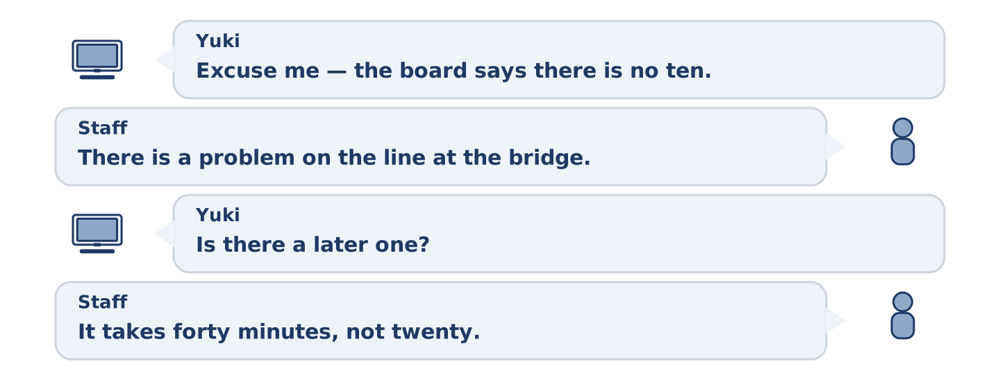 Yuki
Excuse me — the board says there is no ten.
Staff
There is a problem on the line at the bridge.
Yuki
Is there a later one?
Staff
It takes forty minutes, not twenty.